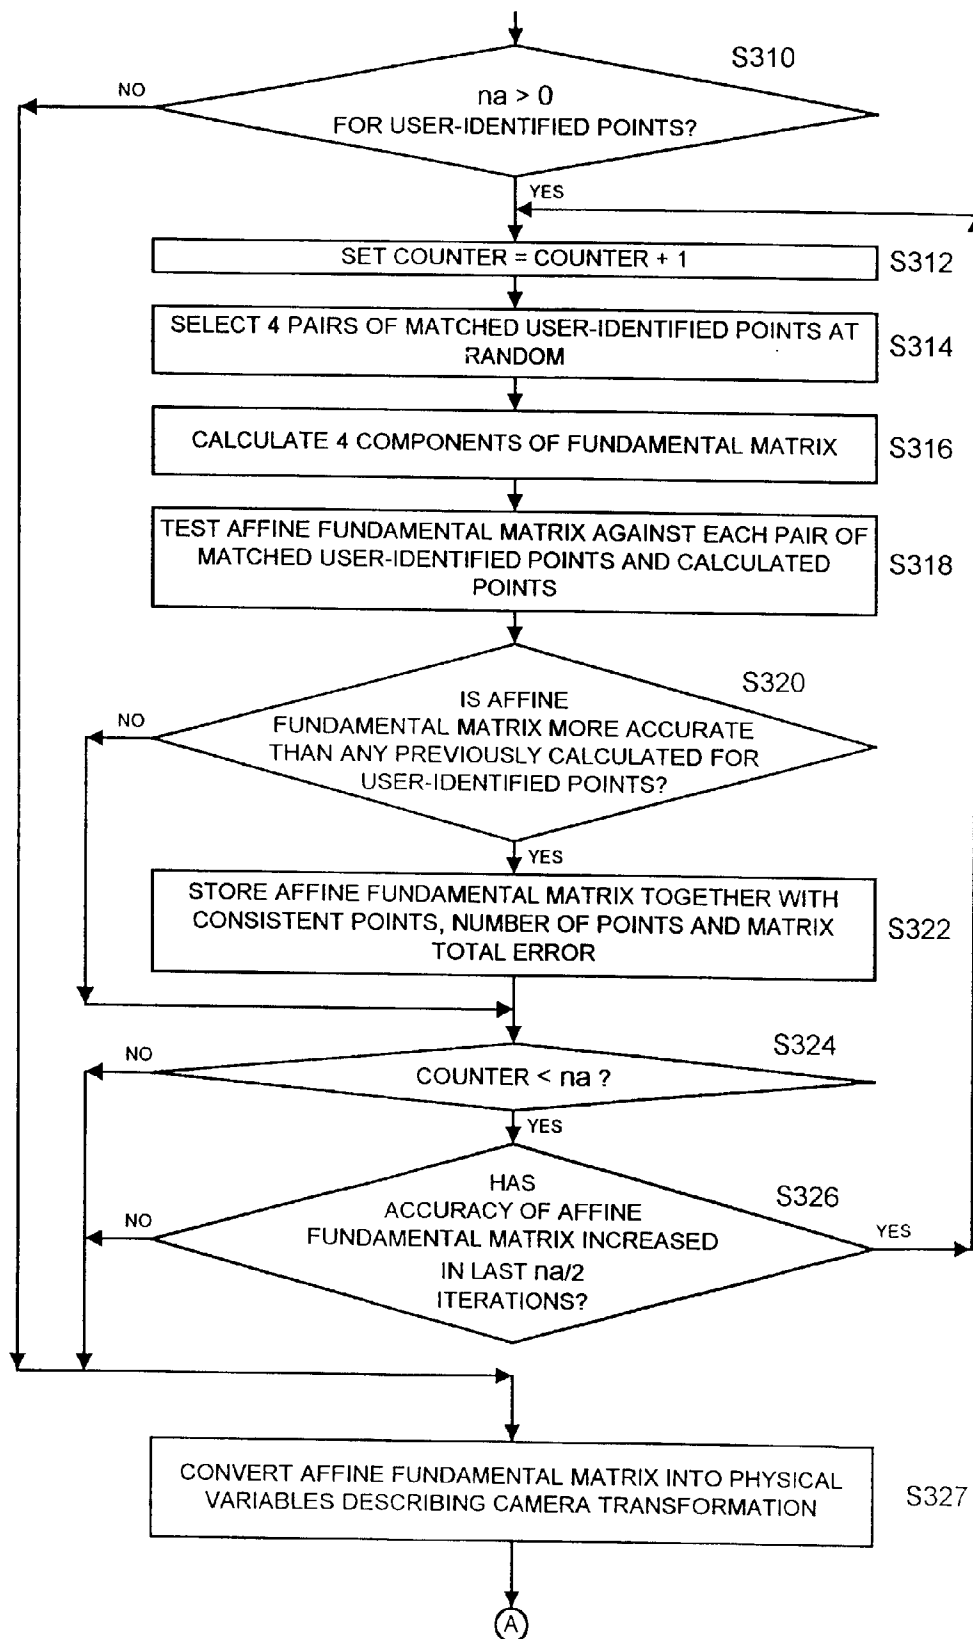 S310
NO
na > 0
FOR USER-IDENTIFIED POINTS?
YES
SET COUNTER = COUNTER + 1
S312
SELECT 4 PAIRS OF MATCHED USER-IDENTIFIED POINTS AT
RANDOM
S314
CALCULATE 4 COMPONENTS OF FUNDAMENTAL MATRIX
S316
TEST AFFINE FUNDAMENTAL MATRIX AGAINST EACH PAIR OF
MATCHED USER-IDENTIFIED POINTS AND CALCULATED
POINTS
S318
S320
NO
IS AFFINE
FUNDAMENTAL MATRIX MORE ACCURATE
THAN ANY PREVIOUSLY CALCULATED FOR
USER-IDENTIFIED POINTS?
YES
STORE AFFINE FUNDAMENTAL MATRIX TOGETHER WITH
CONSISTENT POINTS, NUMBER OF POINTS AND MATRIX
TOTAL ERROR
S322
S324
NO
COUNTER < na ?
YES
S326
HAS
ACCURACY OF AFFINE
FUNDAMENTAL MATRIX INCREASED
IN LAST na/2
ITERATIONS?
NO
YES
CONVERT AFFINE FUNDAMENTAL MATRIX INTO PHYSICAL
VARIABLES DESCRIBING CAMERA TRANSFORMATION
S327
A